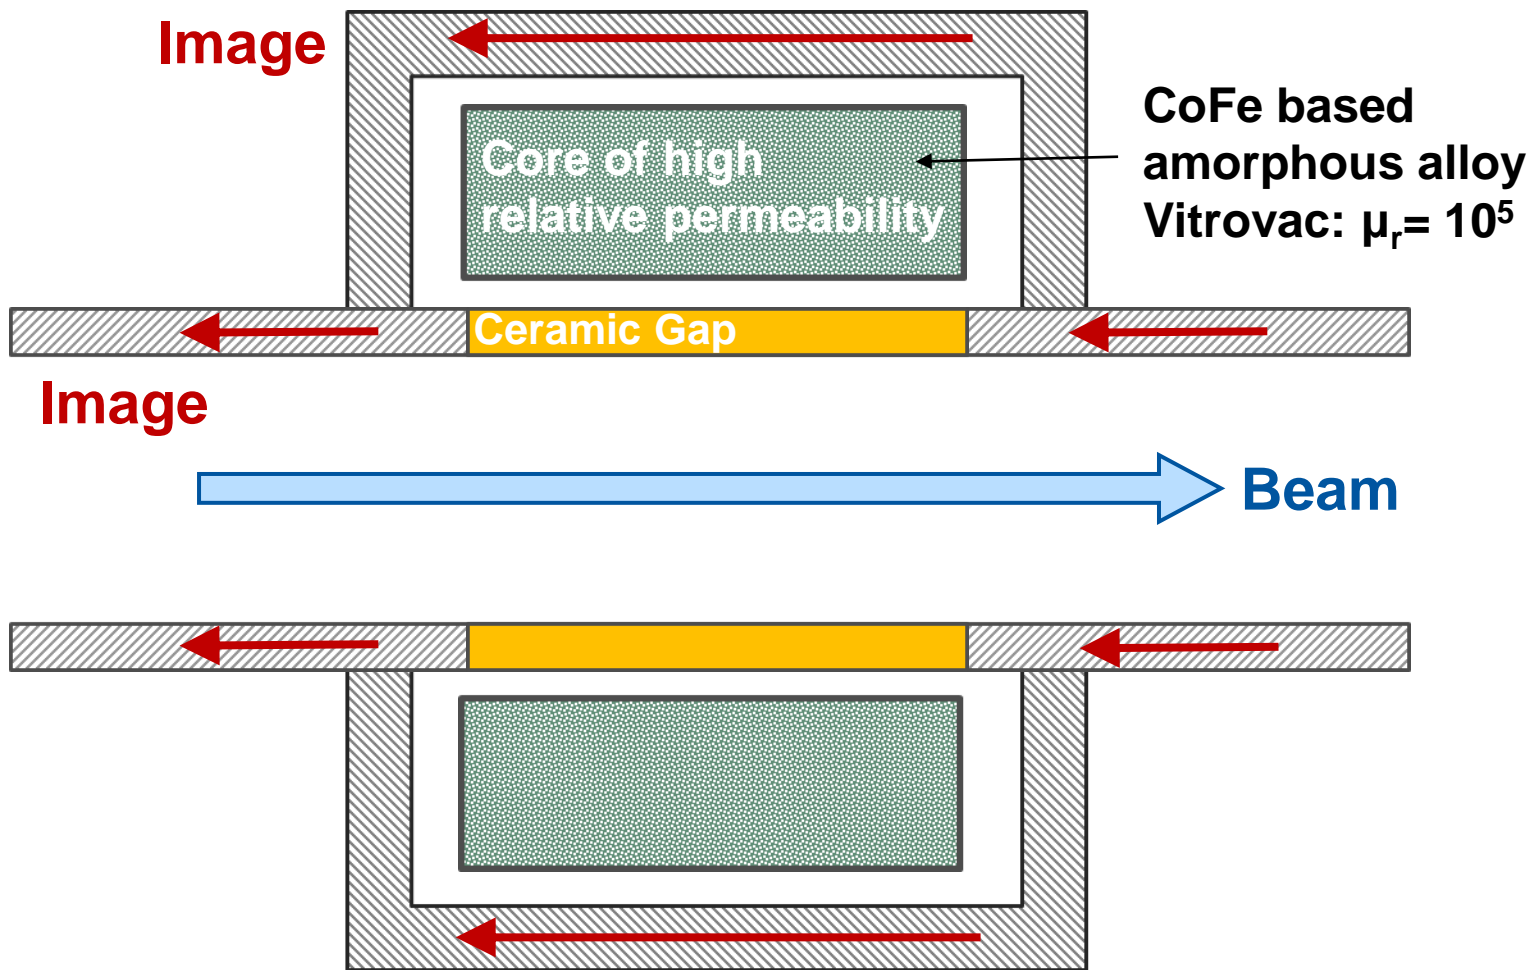 Image
CoFe based
amorphous alloy
Vitrovac: µᵣ= 10⁵
Core of high
relative permeability
Ceramic Gap
Image
Beam